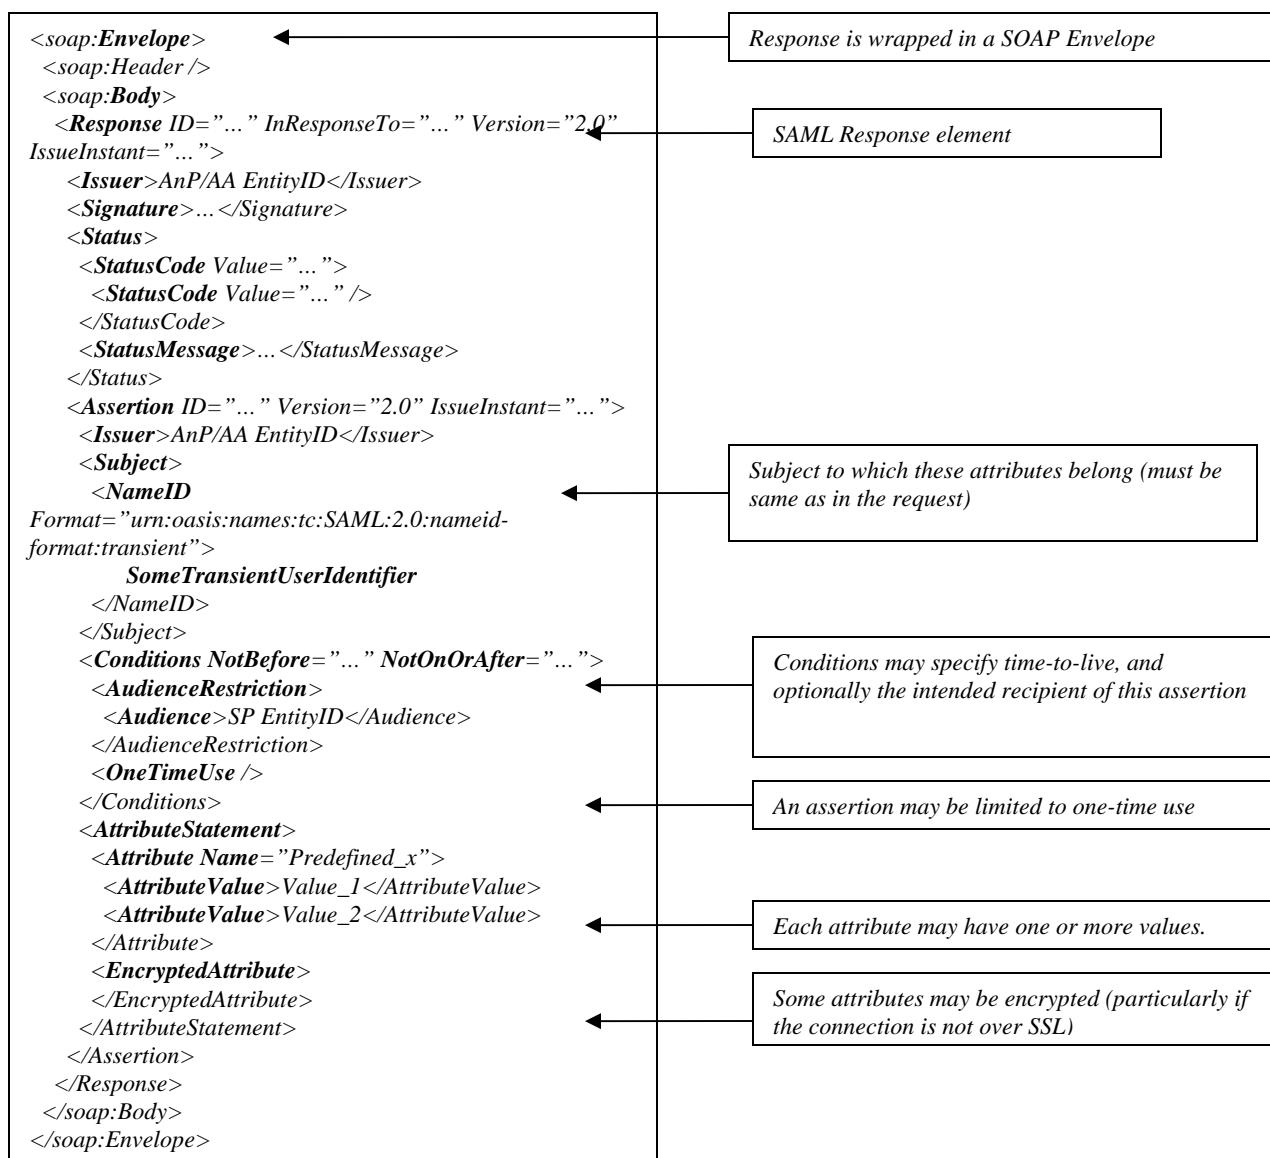 <soap:Envelope>
<soap:Header />
<soap:Body>
<Response ID=”…” InResponseTo=”…” Version=”2.0”
IssueInstant=”…”>
<Issuer>AnP/AA EntityID</Issuer>
<Signature>…</Signature>
<Status>
<StatusCode Value=”…”>
<StatusCode Value=”…” />
</StatusCode>
<StatusMessage>…</StatusMessage>
</Status>
<Assertion ID=”…” Version=”2.0” IssueInstant=”…”>
<Issuer>AnP/AA EntityID</Issuer>
<Subject>
<NameID
Format=”urn:oasis:names:tc:SAML:2.0:nameid-
format:transient”>
SomeTransientUserIdentifier
</NameID>
</Subject>
<Conditions NotBefore=”…” NotOnOrAfter=”…”>
<AudienceRestriction>
<Audience>SP EntityID</Audience>
</AudienceRestriction>
<OneTimeUse />
</Conditions>
<AttributeStatement>
<Attribute Name=”Predefined_x”>
<AttributeValue>Value_1</AttributeValue>
<AttributeValue>Value_2</AttributeValue>
</Attribute>
<EncryptedAttribute>
</EncryptedAttribute>
</AttributeStatement>
</Assertion>
</Response>
</soap:Body>
</soap:Envelope>
Response is wrapped in a SOAP Envelope
SAML Response element
Subject to which these attributes belong (must be
same as in the request)
Conditions may specify time-to-live, and
optionally the intended recipient of this assertion
An assertion may be limited to one-time use
Each attribute may have one or more values.
Some attributes may be encrypted (particularly if
the connection is not over SSL)